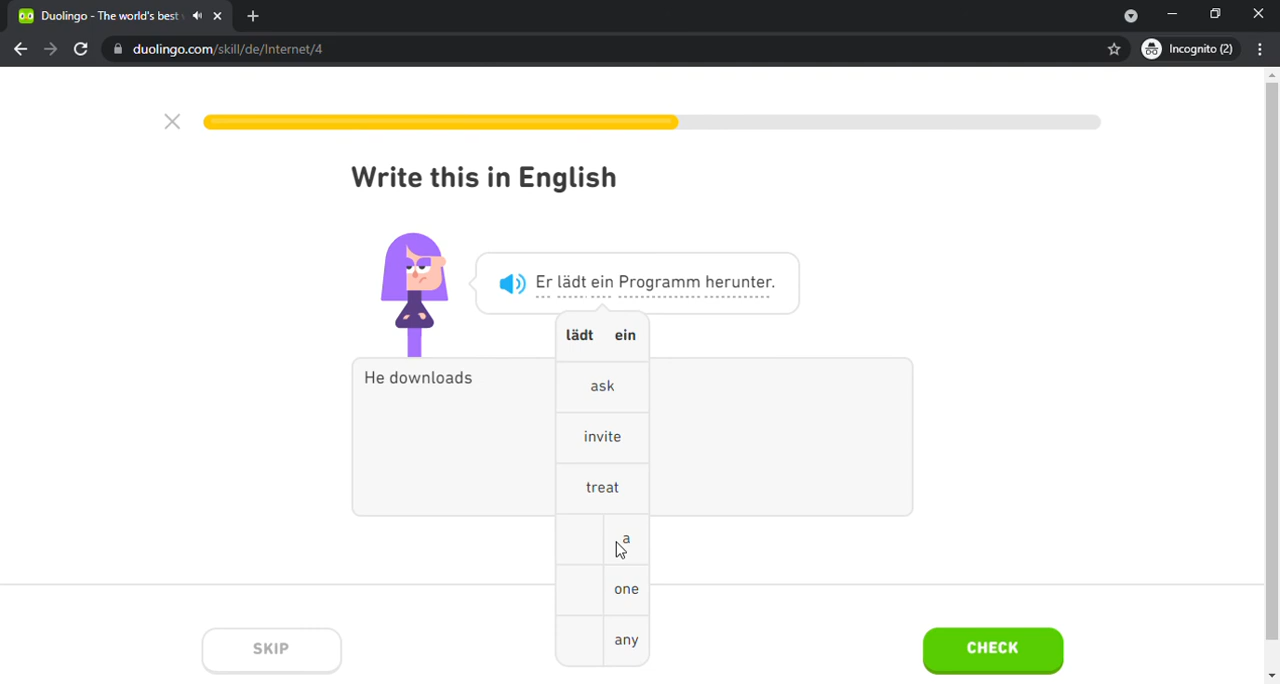 Duolingo - The world's best
duolingo.com/skill/de/Internet/4
Incognito (2)
Write this in English
Er lädt ein Programm herunter.
lädt ein
He downloads
ask
invite
treat
a
one
any
SKIP
CHECK